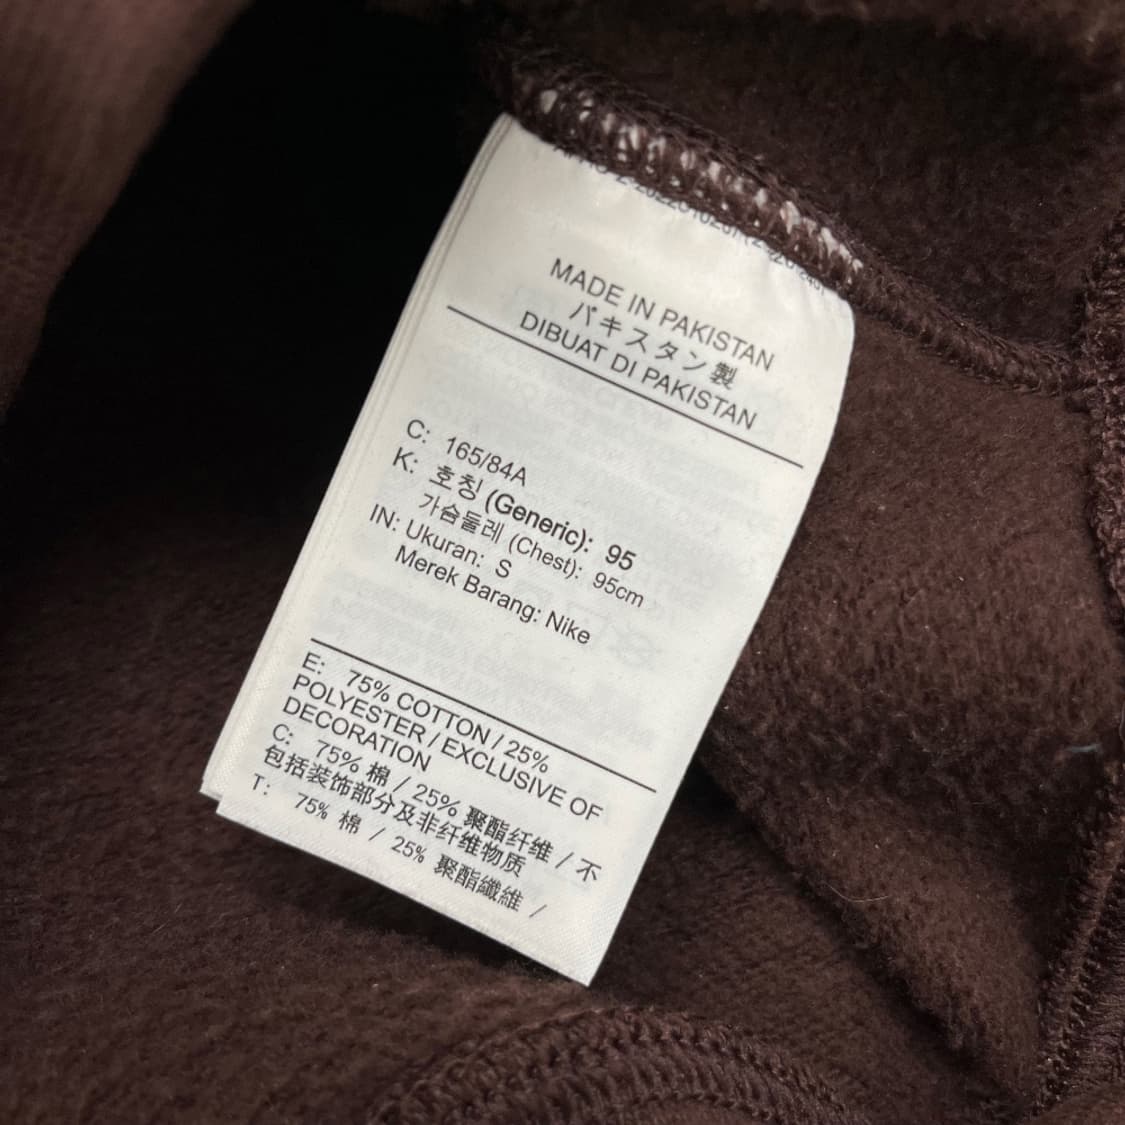 MADE IN PAKISTAN
パキスタン製
DIBUAT DI PAKISTAN
C: 165/84A
K: 호칭 (Generic): 95
가슴둘레 (Chest): 95cm
IN: Ukuran: S
Merek Barang: Nike
E: 75% COTTON / 25%
POLYESTER / EXCLUSIVE OF
DECORATION
C: 75% 棉 / 25% 聚酯纤维 / 不
包括装饰部分及非纤维物质
T: 75% 棉 / 25% 聚酯纖維 /